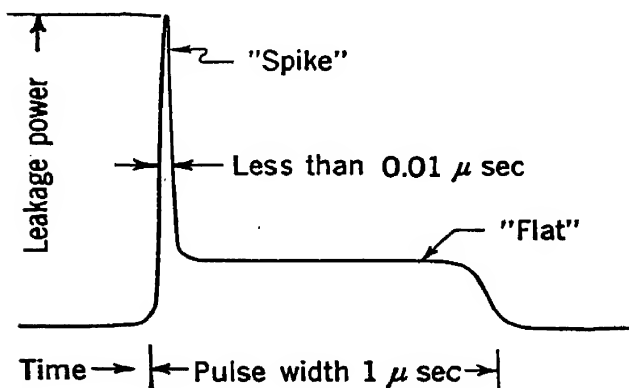 "Spike"
Leakage power
Less than 0.01 μ sec
"Flat"
Time
Pulse width 1 μ sec